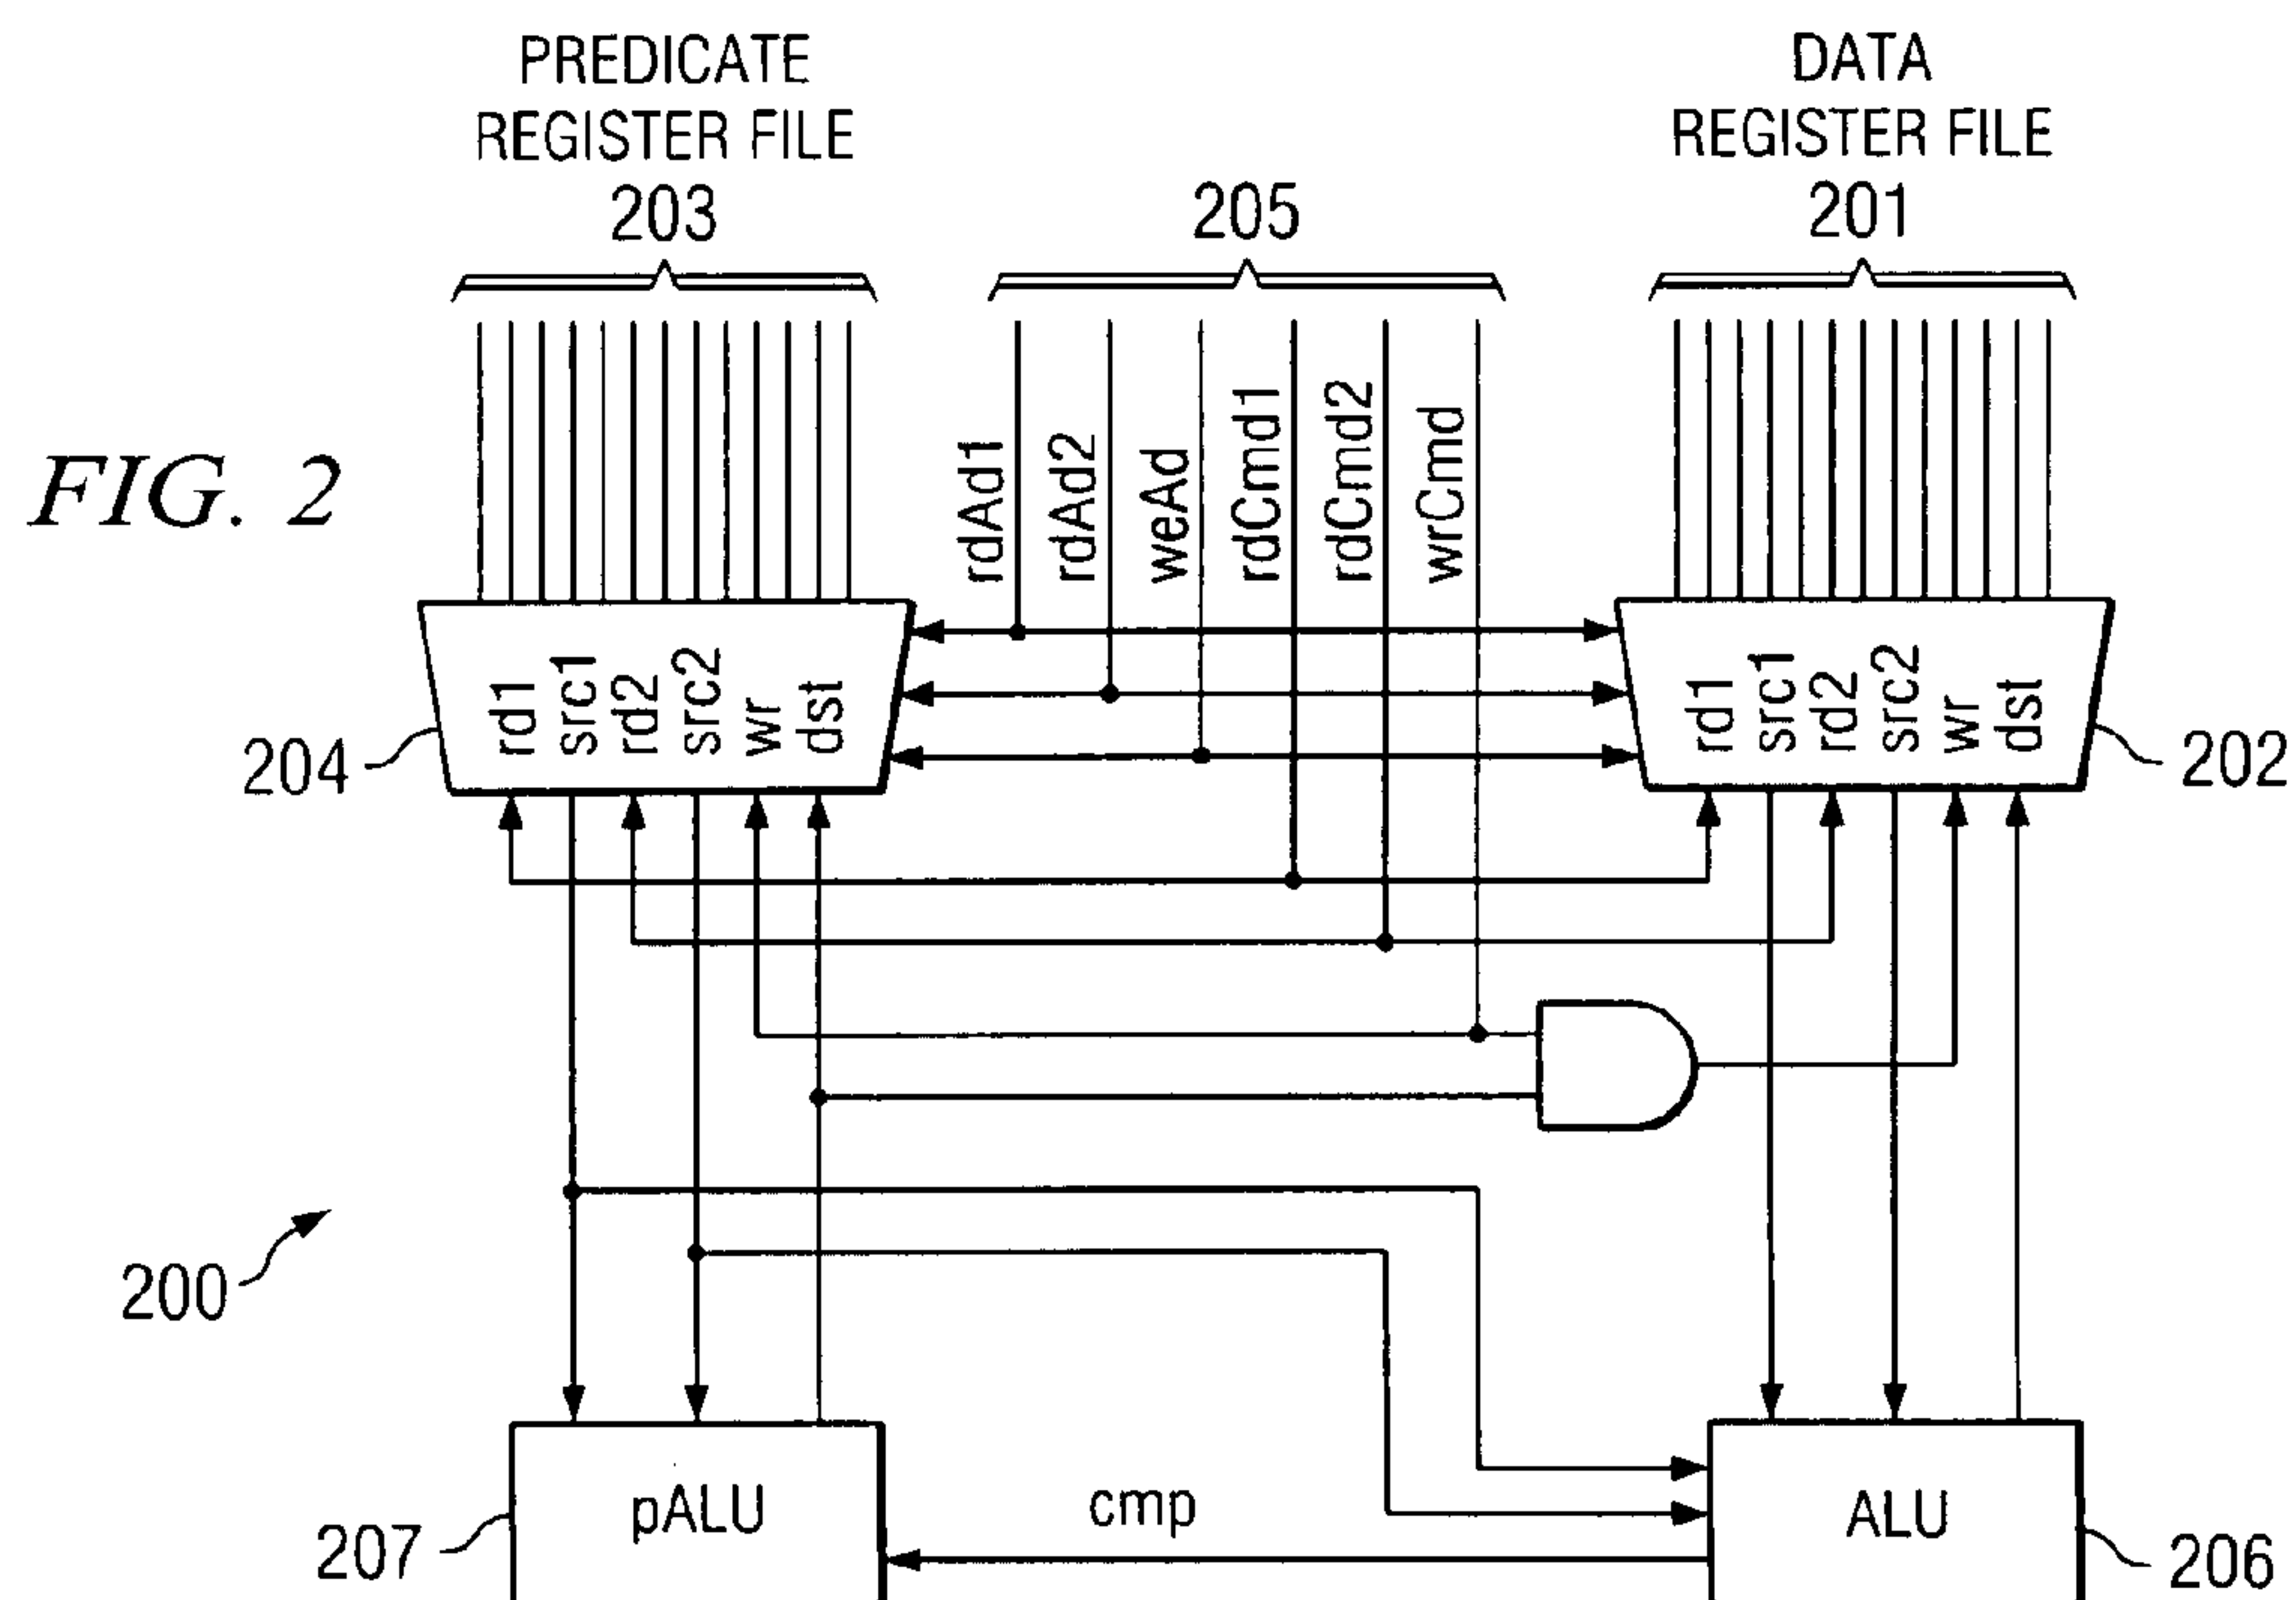 PREDICATE
REGISTER FILE
203
205
DATA
REGISTER FILE
201
FIG. 2
rdAd1
rdAd2
weAd
rdCmd1
rdCmd2
wrCmd
rd1
src1
rd2
src2
wr
dst
204
rd1
src1
rd2
src2
wr
dst
202
200
pALU
207
cmp
ALU
206